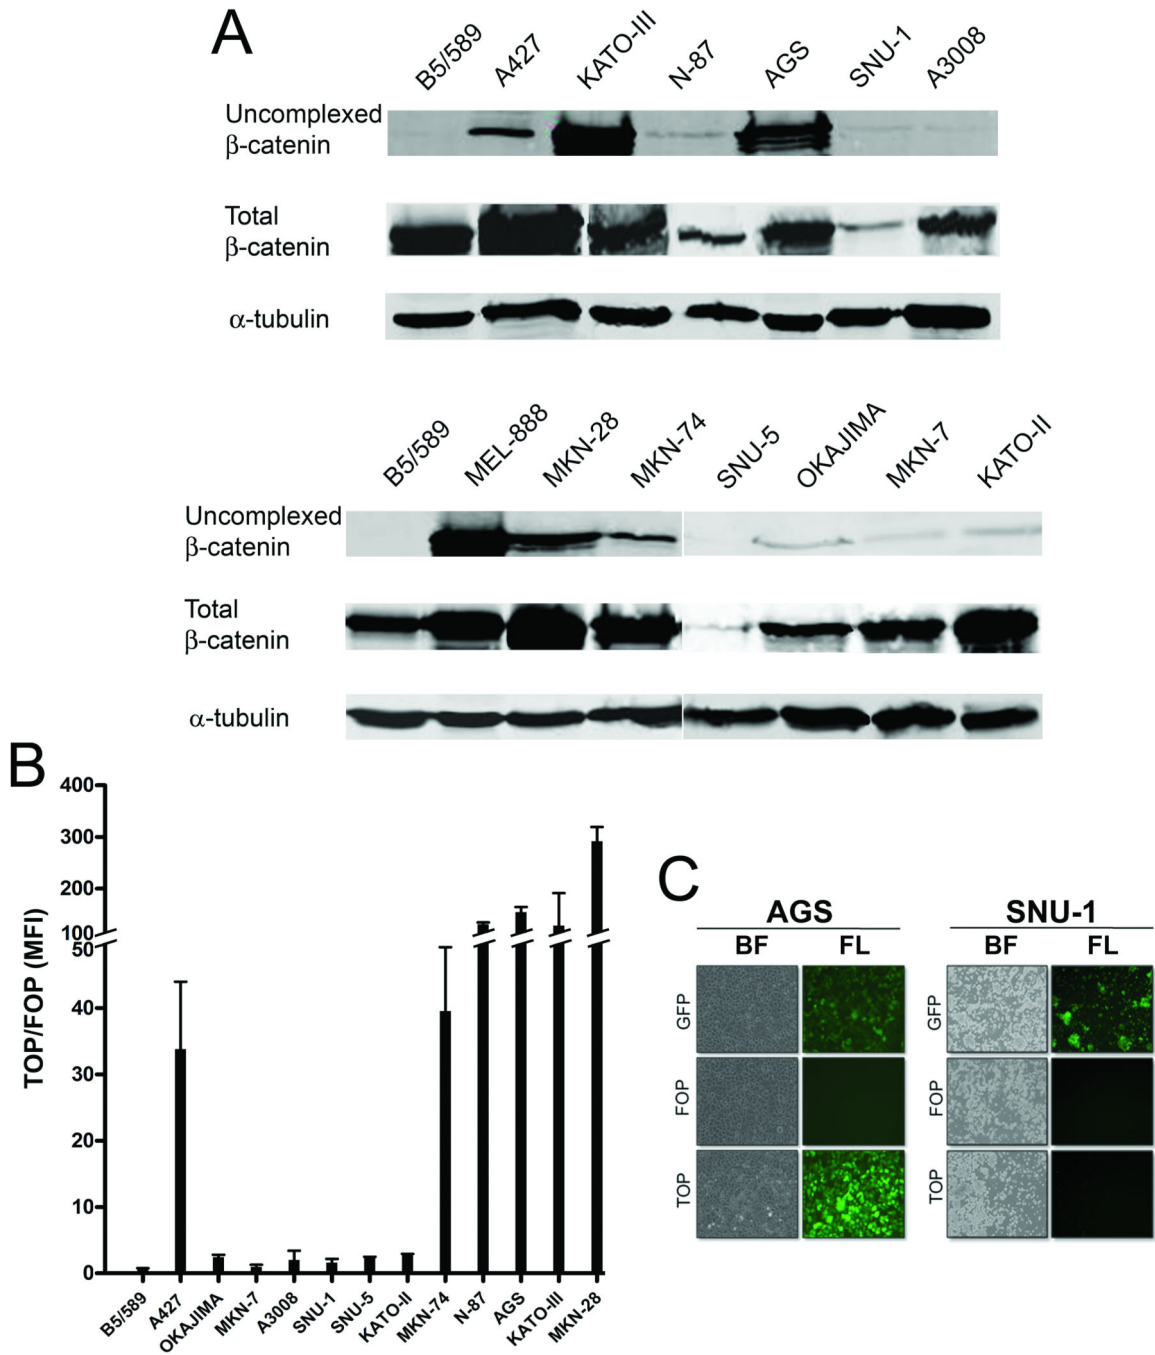 A
B5/589 A427 KATO-III N-87 AGS SNU-1 A3008
Uncomplexed
β-catenin
Total
β-catenin
α-tubulin
B5/589 MEL-888 MKN-28 MKN-74 SNU-5 OKAJIMA MKN-7 KATO-II
Uncomplexed
β-catenin
Total
β-catenin
α-tubulin
B
TOP/FOP (MFI)
400
300
200
100
50
40
30
20
10
0
B5/589 A427 OKAJIMA MKN-7 A3008 SNU-1 SNU-5 KATO-II MKN-74 N-87 AGS KATO-III MKN-28
C
AGS SNU-1
BF FL BF FL
GFP GFP
FOP FOP
TOP TOP